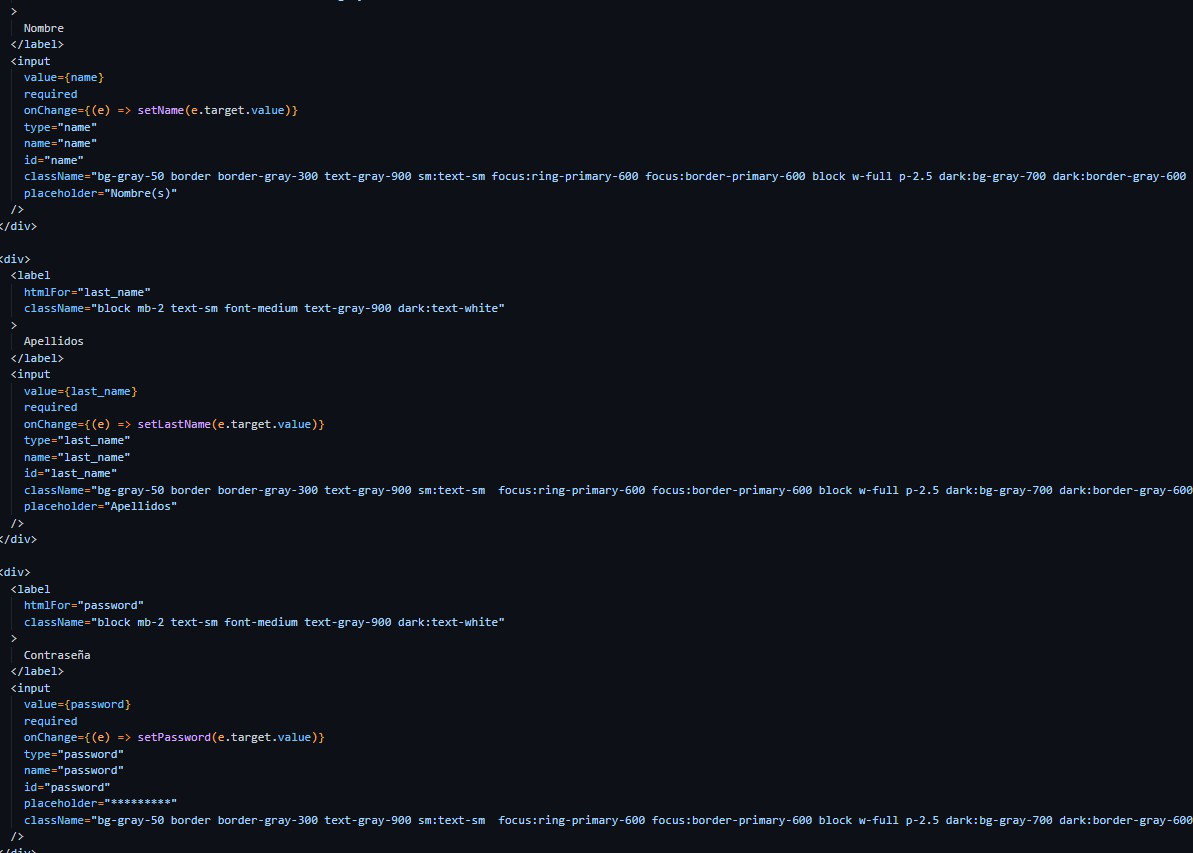 >
Nombre
</label>
<input
value={name}
required
onChange={(e) => setName(e.target.value)}
type="name"
name="name"
id="name"
className="bg-gray-50 border border-gray-300 text-gray-900 sm:text-sm focus:ring-primary-600 focus:border-primary-600 block w-full p-2.5 dark:bg-gray-700 dark:border-gray-600
placeholder="Nombre(s)"
/>
</div>
<div>
<label
htmlFor="last_name"
className="block mb-2 text-sm font-medium text-gray-900 dark:text-white"
>
Apellidos
</label>
<input
value={last_name}
required
onChange={(e) => setLastName(e.target.value)}
type="last_name"
name="last_name"
id="last_name"
className="bg-gray-50 border border-gray-300 text-gray-900 sm:text-sm  focus:ring-primary-600 focus:border-primary-600 block w-full p-2.5 dark:bg-gray-700 dark:border-gray-600
placeholder="Apellidos"
/>
</div>
<div>
<label
htmlFor="password"
className="block mb-2 text-sm font-medium text-gray-900 dark:text-white"
>
Contraseña
</label>
<input
value={password}
required
onChange={(e) => setPassword(e.target.value)}
type="password"
name="password"
id="password"
placeholder="*********"
className="bg-gray-50 border border-gray-300 text-gray-900 sm:text-sm  focus:ring-primary-600 focus:border-primary-600 block w-full p-2.5 dark:bg-gray-700 dark:border-gray-600
/>
</div>